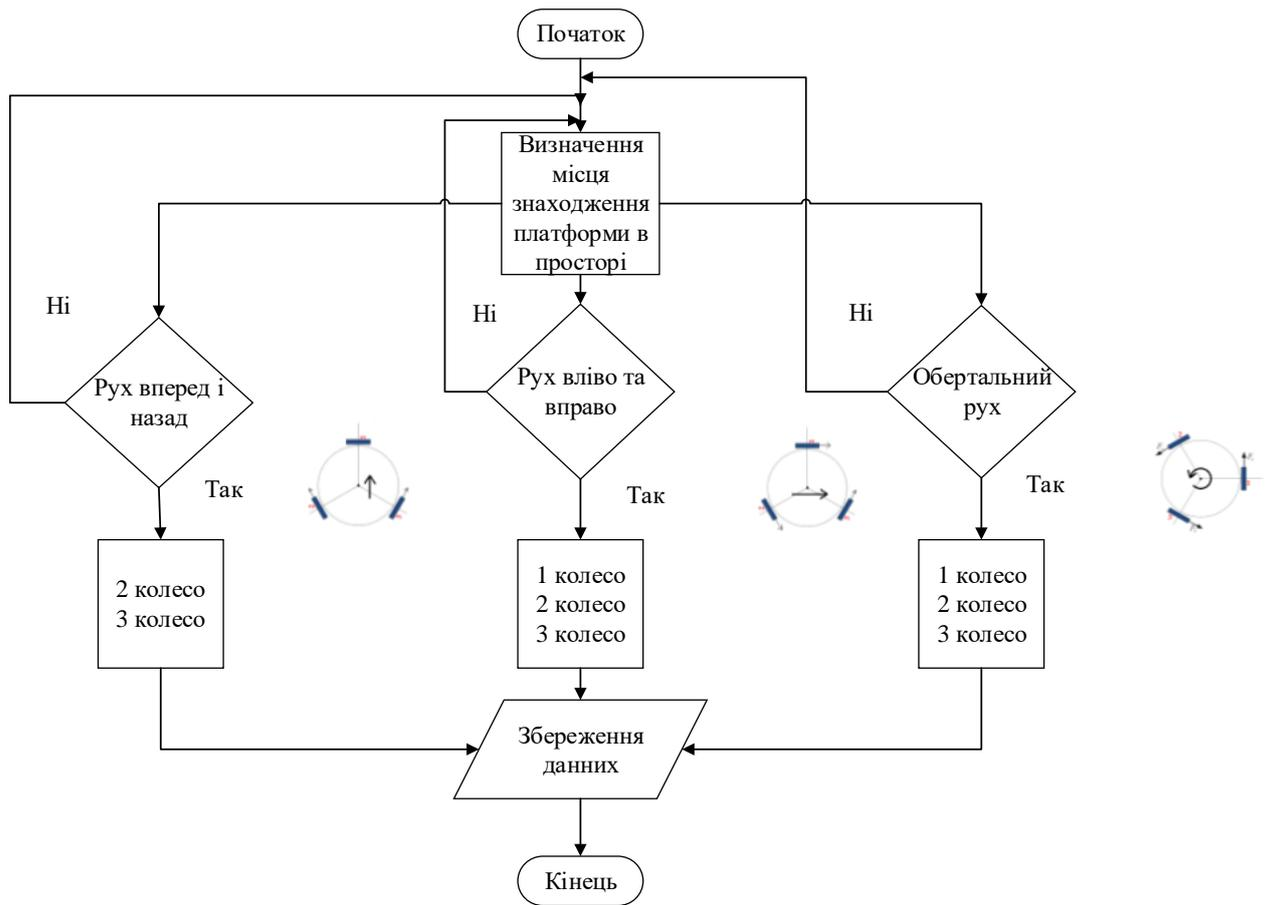 Початок
Визначення
місця
знаходження
платформи в
просторі
Ні
Ні
Ні
Рух вперед і
назад
Рух вліво та
вправо
Обертальний
рух
Так
Так
Так
2 колесо
3 колесо
1 колесо
2 колесо
3 колесо
1 колесо
2 колесо
3 колесо
Збереження
данних
Кінець